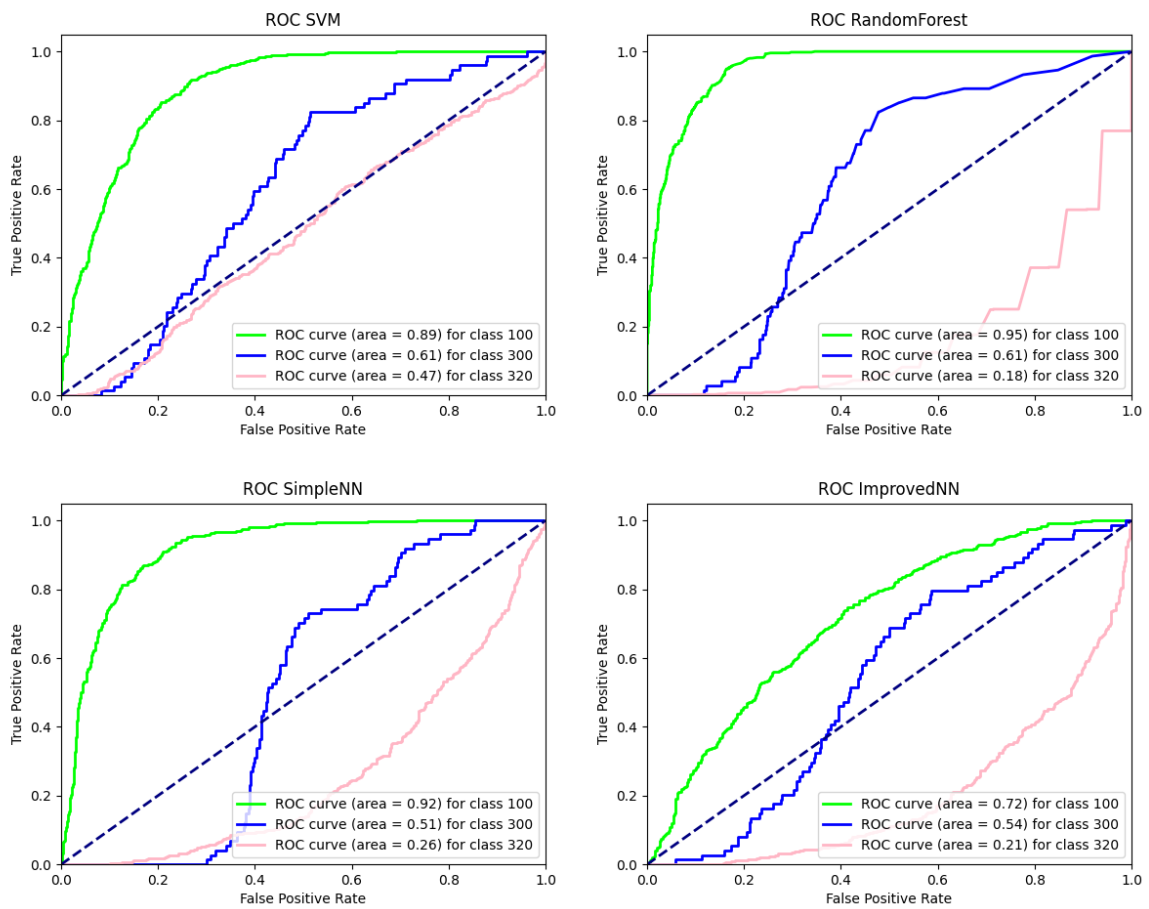 ROC SVM
True Positive Rate
1.0
0.8
0.6
0.4
0.2
0.0
ROC curve (area = 0.89) for class 100
ROC curve (area = 0.61) for class 300
ROC curve (area = 0.47) for class 320
0.0 0.2 0.4 0.6 0.8 1.0
False Positive Rate
ROC RandomForest
True Positive Rate
1.0
0.8
0.6
0.4
0.2
0.0
ROC curve (area = 0.95) for class 100
ROC curve (area = 0.61) for class 300
ROC curve (area = 0.18) for class 320
0.0 0.2 0.4 0.6 0.8 1.0
False Positive Rate
ROC SimpleNN
True Positive Rate
1.0
0.8
0.6
0.4
0.2
0.0
ROC curve (area = 0.92) for class 100
ROC curve (area = 0.51) for class 300
ROC curve (area = 0.26) for class 320
0.0 0.2 0.4 0.6 0.8 1.0
False Positive Rate
ROC ImprovedNN
True Positive Rate
1.0
0.8
0.6
0.4
0.2
0.0
ROC curve (area = 0.72) for class 100
ROC curve (area = 0.54) for class 300
ROC curve (area = 0.21) for class 320
0.0 0.2 0.4 0.6 0.8 1.0
False Positive Rate